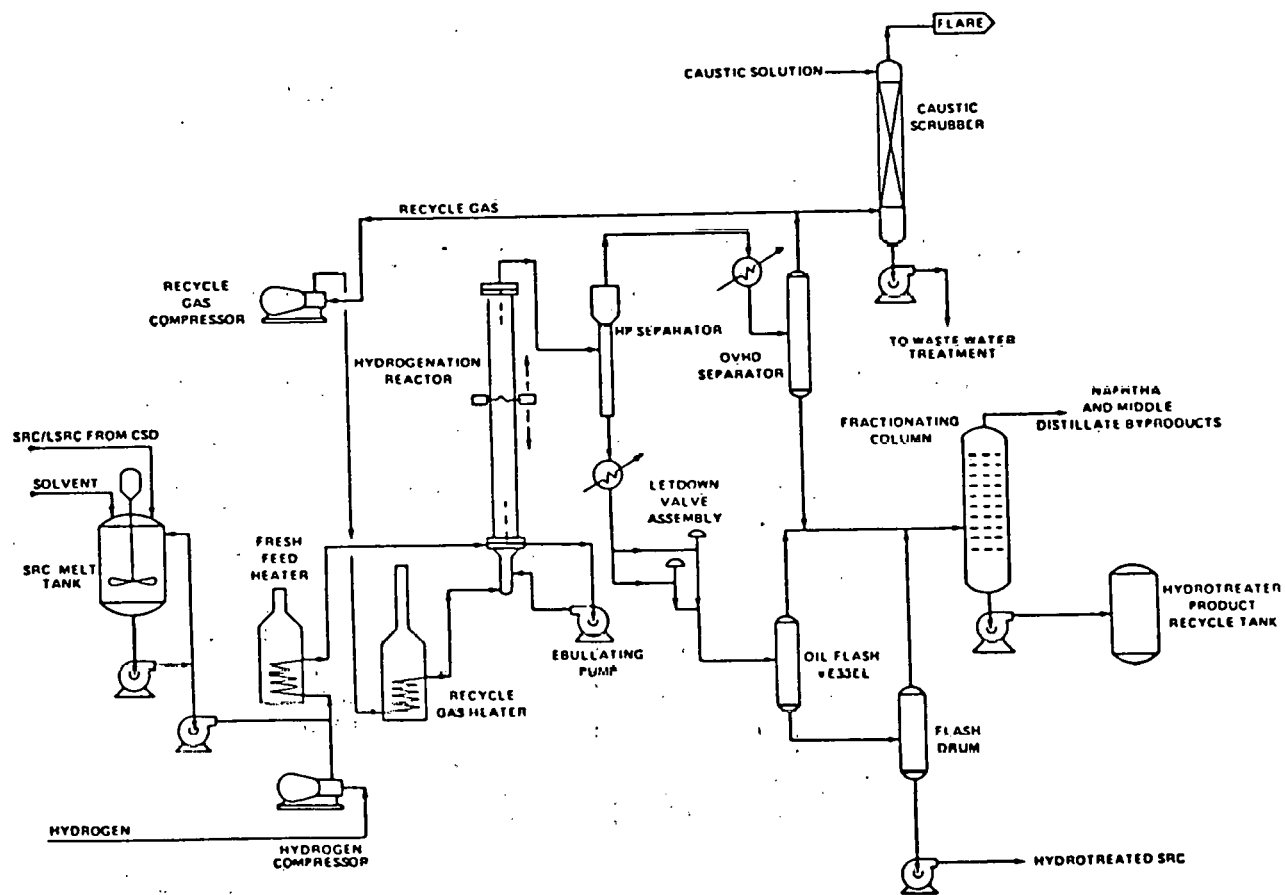 FLARE
CAUSTIC SOLUTION
CAUSTIC
SCRUBBER
RECYCLE GAS
RECYCLE
GAS
COMPRESSOR
HP SEPARATOR
TO WASTE WATER
TREATMENT
HYDROGENATION
REACTOR
OVHD
SEPARATOR
NAPHTHA
AND MIDDLE
DISTILLATE BYPRODUCTS
FRACTIONATING
COLUMN
SRC/LSRC FROM CSD
SOLVENT
LETDOWN
VALVE
ASSEMBLY
FRESH
FEED
HEATER
SRC MELT
TANK
HYDROTREATER
PRODUCT
RECYCLE TANK
EBULLATING
PUMP
OIL FLASH
VESSEL
RECYCLE
GAS HEATER
FLASH
DRUM
HYDROGEN
HYDROGEN
COMPRESSOR
HYDROTREATED SRC